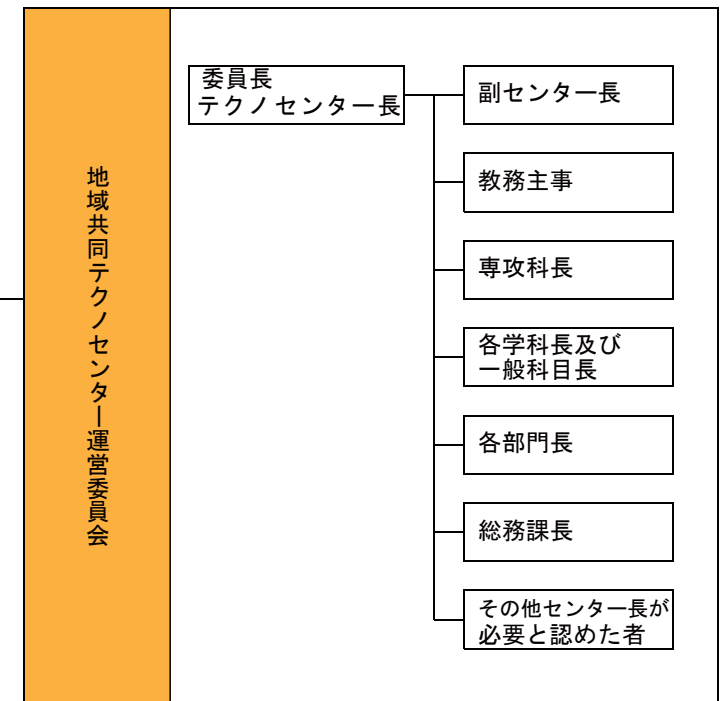 地域共同テクノセンター運営委員会
委員長
テクノセンター長
副センター長
教務主事
専攻科長
各学科長及び
一般科目長
各部門長
総務課長
その他センター長が
必要と認めた者